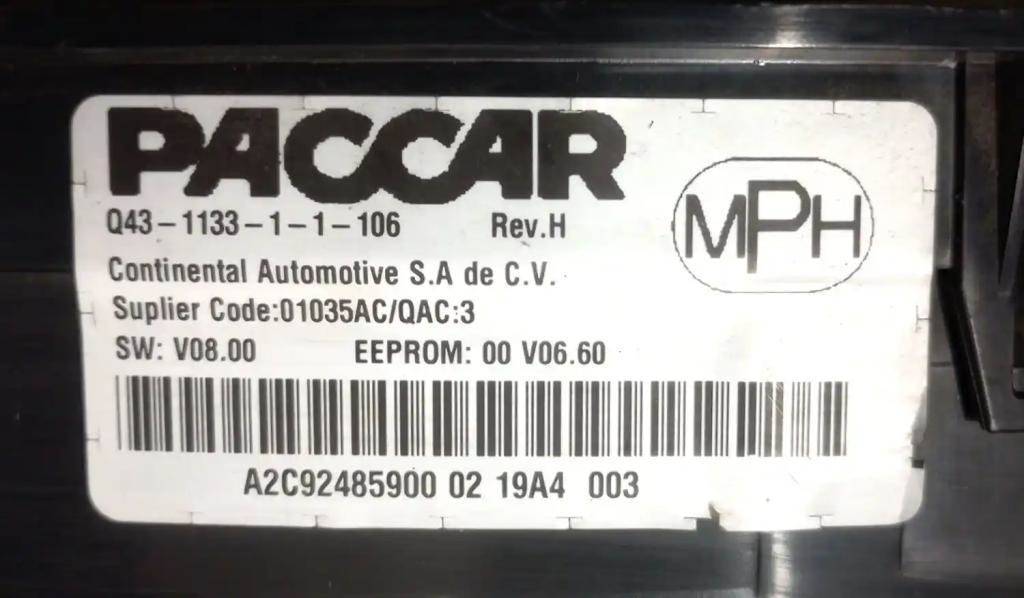 PACCAR
Q43-1133-1-1-106 Rev.H
MPH
Continental Automotive S.A de C.V.
Suplier Code:01035AC/QAC:3
SW: V08.00 EEPROM: 00 V06.60
A2C92485900 02 19A4 003